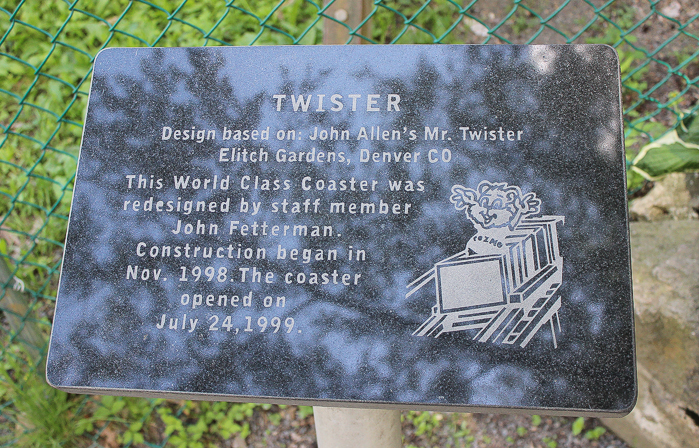 TWISTER
Design based on: John Allen's Mr. Twister
Elitch Gardens, Denver CO
This World Class Coaster was
redesigned by staff member
John Fetterman.
Construction began in
Nov. 1998.The coaster
opened on
July 24,1999.
KOZMO